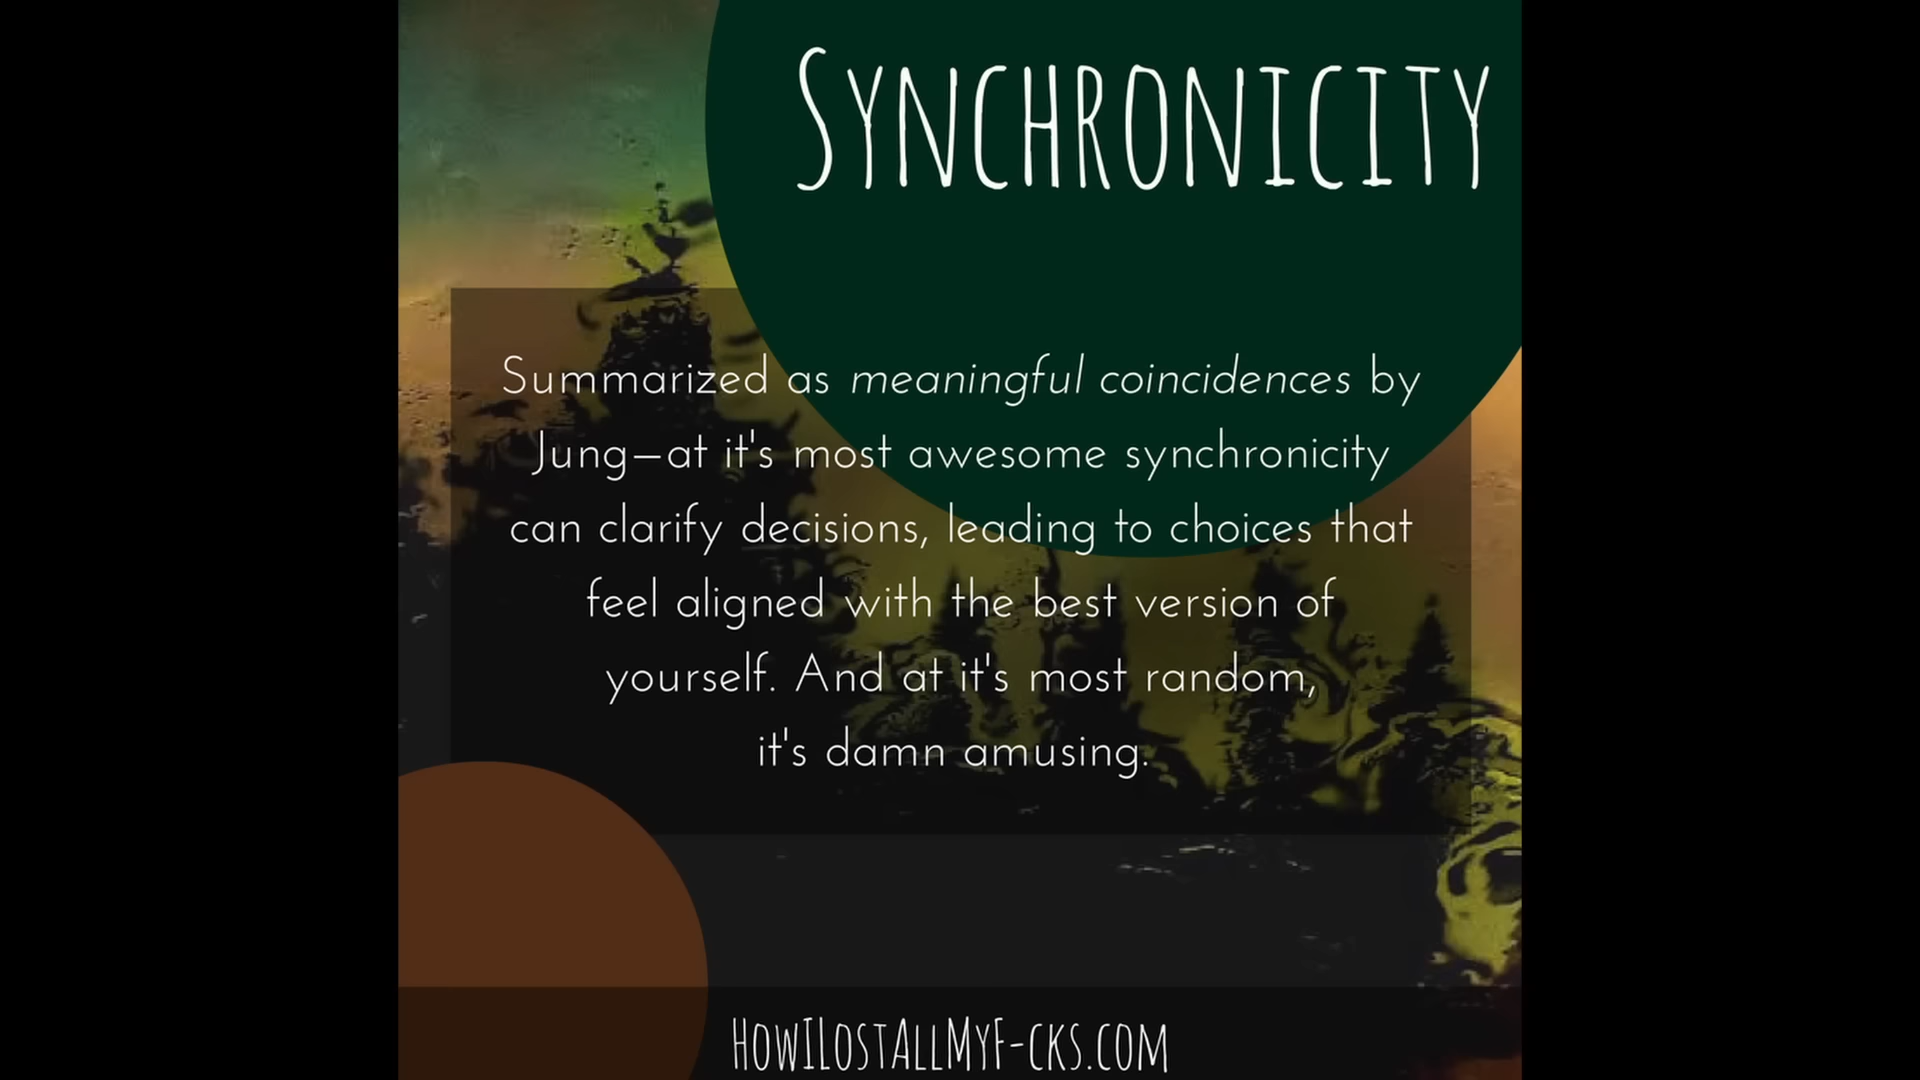 Synchronicity
Summarized as meaningful coincidences by
Jung—at it's most awesome synchronicity
can clarify decisions, leading to choices that
feel aligned with the best version of
yourself. And at it's most random,
it's damn amusing.
HowILostAllMyF-cks.com